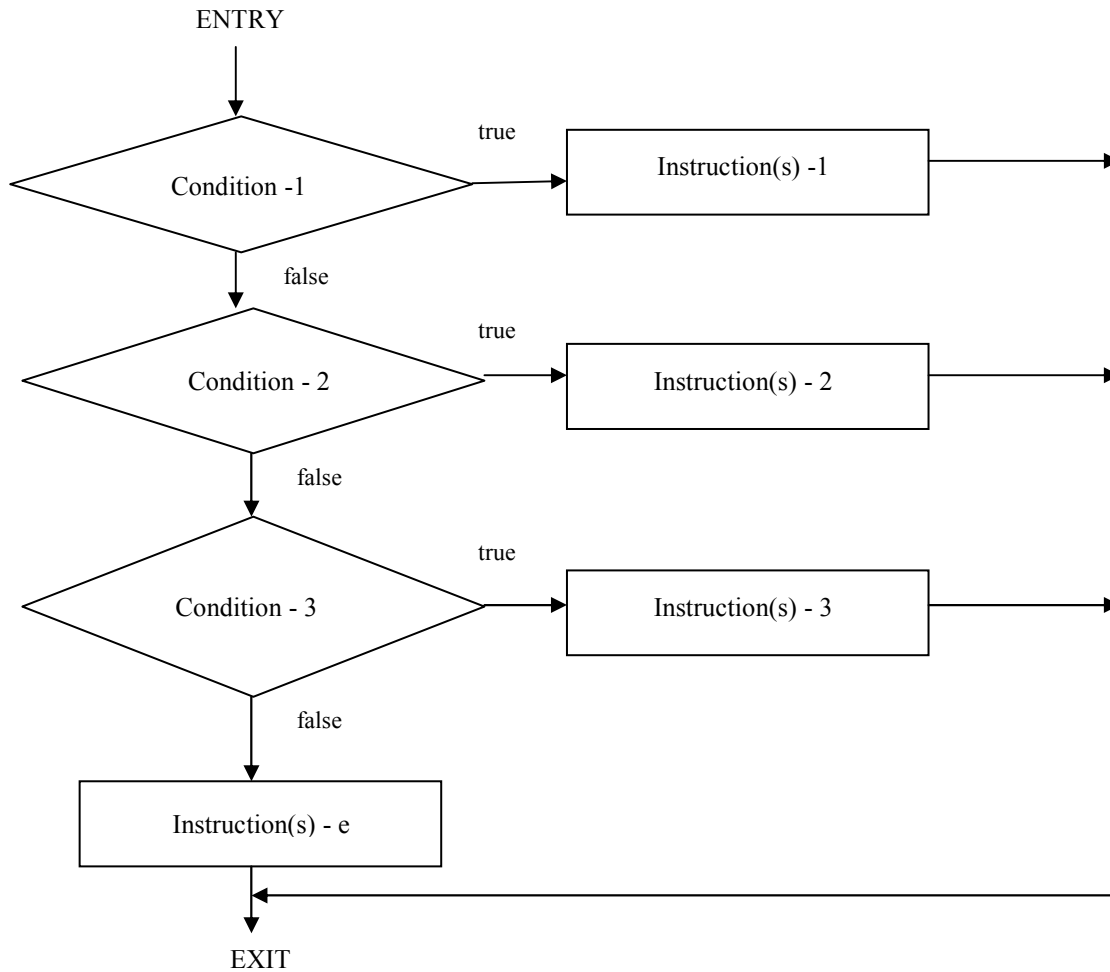 ENTRY
true
Condition -1
Instruction(s) -1
false
true
Condition - 2
Instruction(s) - 2
false
true
Condition - 3
Instruction(s) - 3
false
Instruction(s) - e
EXIT